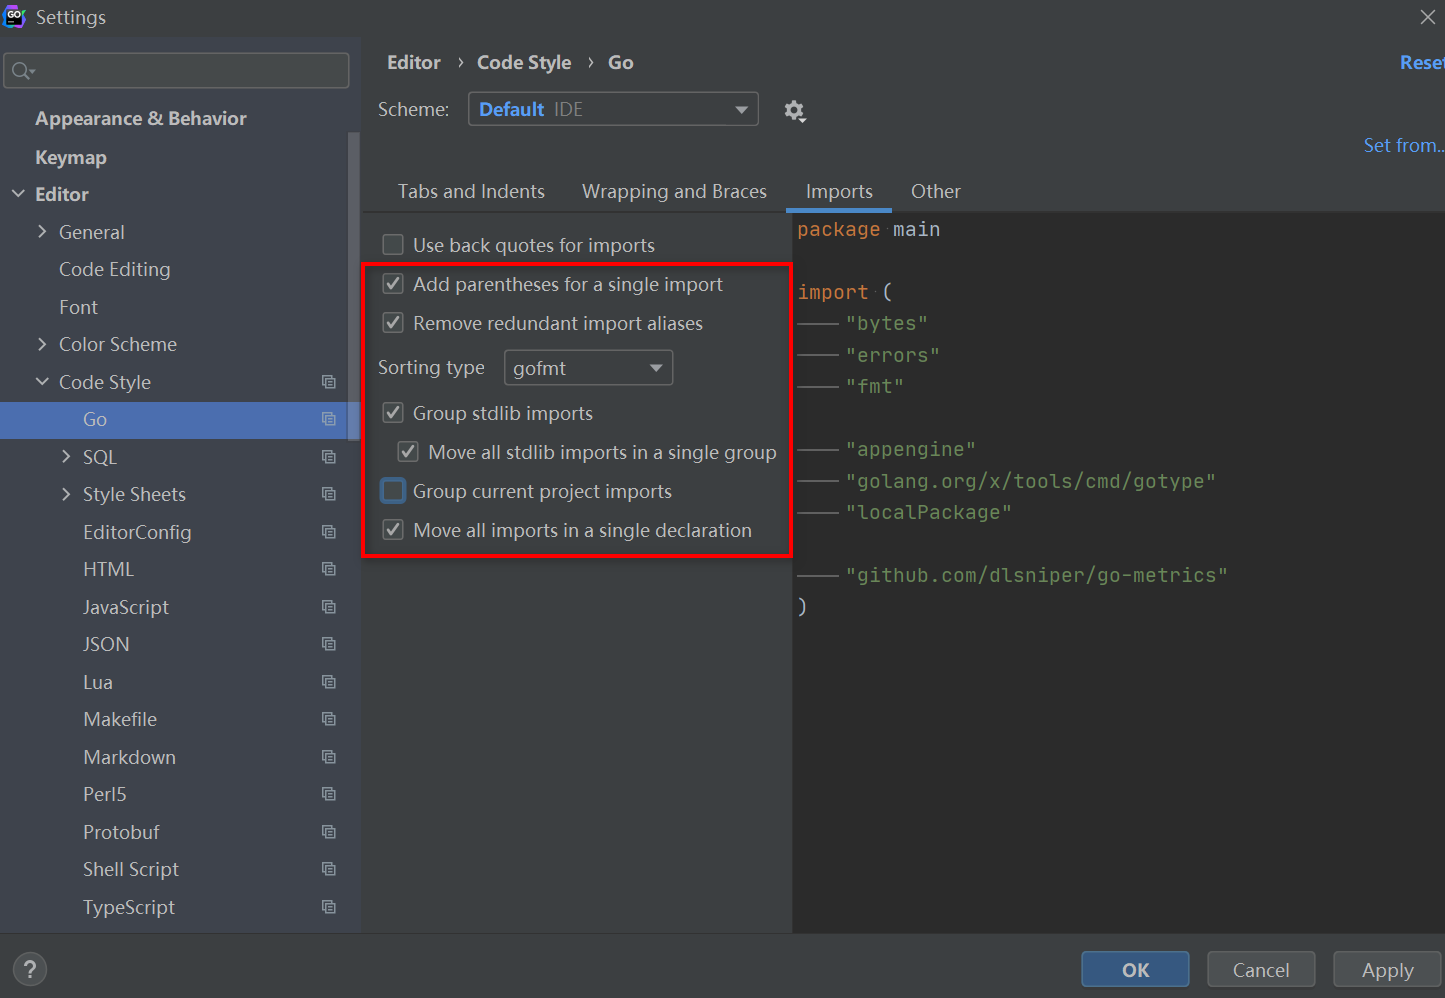 GO
Settings
Appearance & Behavior
Keymap
Editor
General
Code Editing
Font
Color Scheme
Code Style
Go
SQL
Style Sheets
EditorConfig
HTML
JavaScript
JSON
Lua
Makefile
Markdown
Perl5
Protobuf
Shell Script
TypeScript
Editor › Code Style › Go
Reset
Scheme: Default IDE
Set from...
Tabs and Indents Wrapping and Braces Imports Other
Use back quotes for imports
Add parentheses for a single import
Remove redundant import aliases
Sorting type gofmt
Group stdlib imports
Move all stdlib imports in a single group
Group current project imports
Move all imports in a single declaration
package main
import (
"bytes"
"errors"
"fmt"
"appengine"
"golang.org/x/tools/cmd/gotype"
"localPackage"
"github.com/dlsniper/go-metrics"
)
?
OK Cancel Apply